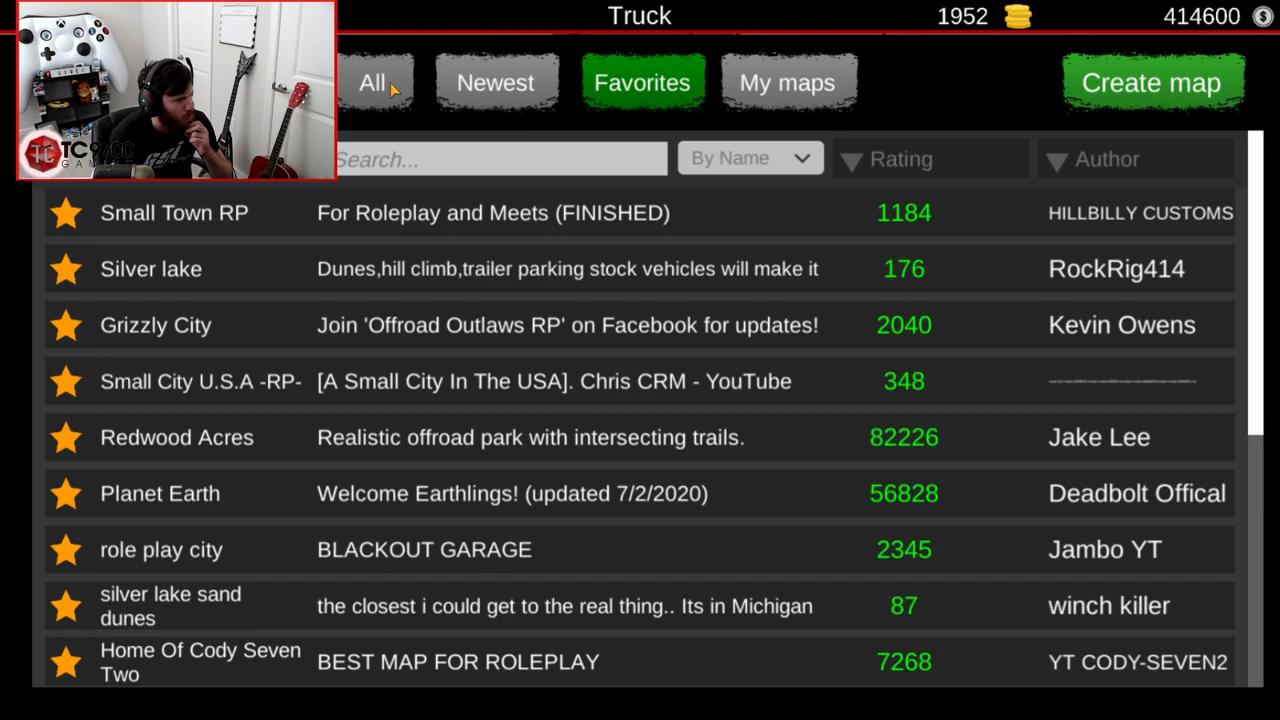 Truck
1952
414600
All
Newest
Favorites
My maps
Create map
Search...
By Name
Rating
Author
Small Town RP
For Roleplay and Meets (FINISHED)
1184
HILLBILLY CUSTOMS
Silver lake
Dunes,hill climb,trailer parking stock vehicles will make it
176
RockRig414
Grizzly City
Join 'Offroad Outlaws RP' on Facebook for updates!
2040
Kevin Owens
Small City U.S.A -RP-
[A Small City In The USA]. Chris CRM - YouTube
348
Redwood Acres
Realistic offroad park with intersecting trails.
82226
Jake Lee
Planet Earth
Welcome Earthlings! (updated 7/2/2020)
56828
Deadbolt Offical
role play city
BLACKOUT GARAGE
2345
Jambo YT
silver lake sand
dunes
the closest i could get to the real thing.. Its in Michigan
87
winch killer
Home Of Cody Seven
Two
BEST MAP FOR ROLEPLAY
7268
YT CODY-SEVEN2